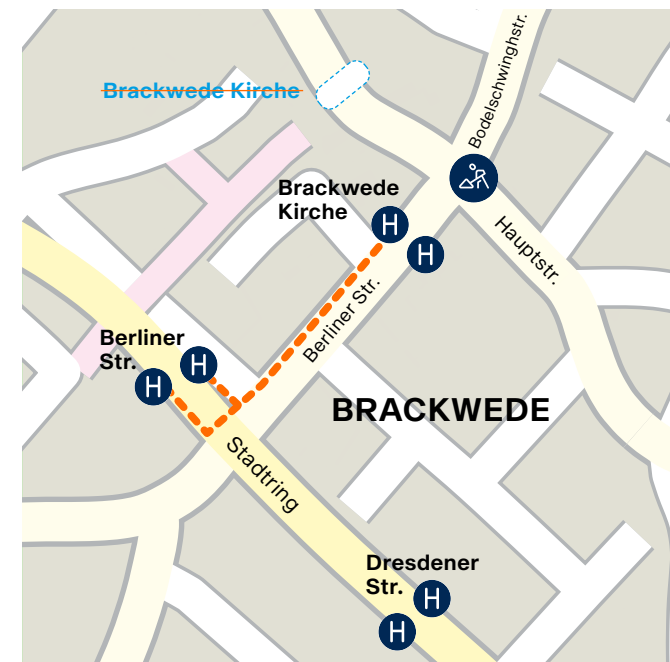 Bodelschwinghstr.
Brackwede Kirche
Brackwede
Kirche
H
H
Hauptstr.
Berliner Str.
Berliner
Str.
H
H
BRACKWEDE
Stadtring
Dresdener
Str.
H
H